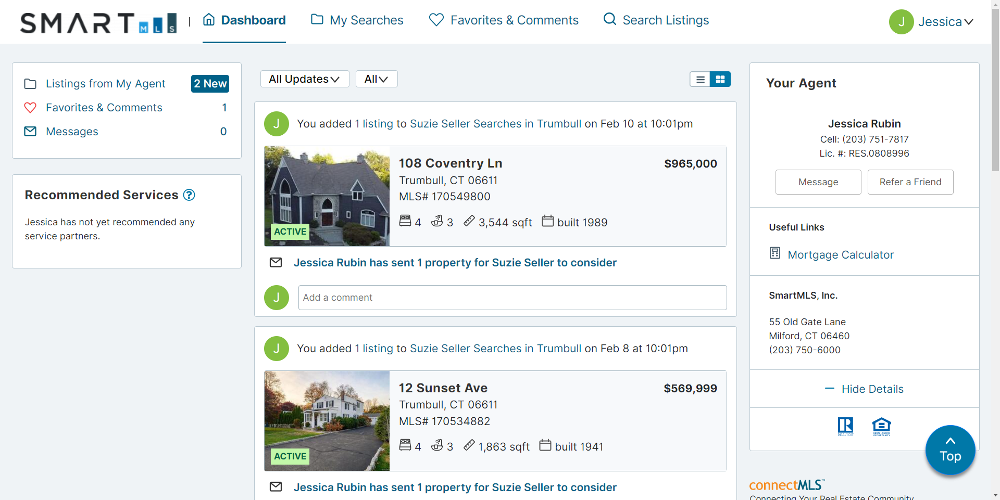 SMART MLS
Dashboard
My Searches
Favorites & Comments
Search Listings
J
Jessica
Listings from My Agent
2 New
Favorites & Comments
1
Messages
0
Recommended Services
?
Jessica has not yet recommended any
service partners.
All Updates
All
J
You added 1 listing to Suzie Seller Searches in Trumbull on Feb 10 at 10:01pm
ACTIVE
108 Coventry Ln
$965,000
Trumbull, CT 06611
MLS# 170549800
4
3
3,544 sqft
built 1989
Jessica Rubin has sent 1 property for Suzie Seller to consider
J
Add a comment
J
You added 1 listing to Suzie Seller Searches in Trumbull on Feb 8 at 10:01pm
ACTIVE
12 Sunset Ave
$569,999
Trumbull, CT 06611
MLS# 170534882
4
3
1,863 sqft
built 1941
Jessica Rubin has sent 1 property for Suzie Seller to consider
Your Agent
Jessica Rubin
Cell: (203) 751-7817
Lic. #: RES.0808996
Message
Refer a Friend
Useful Links
Mortgage Calculator
SmartMLS, Inc.
55 Old Gate Lane
Milford, CT 06460
(203) 750-6000
Hide Details
R
REALTOR
EQUAL HOUSING
OPPORTUNITY
Top
connectMLS™
Connecting Your Real Estate Community